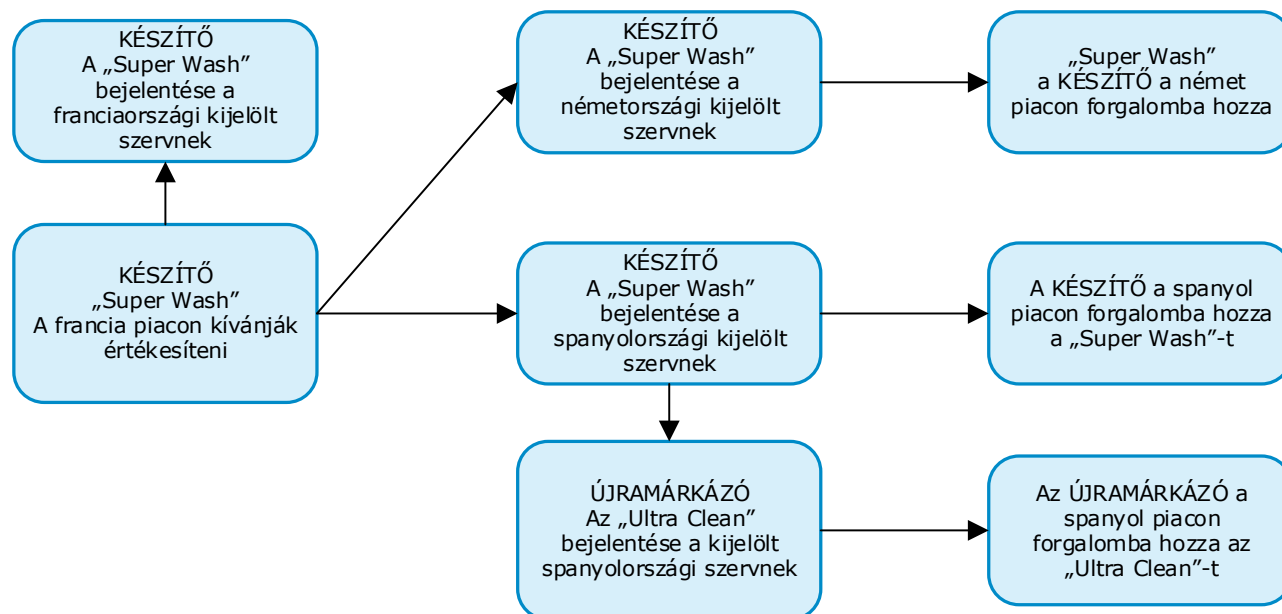 KÉSZÍTŐ
A „Super Wash”
bejelentése a
franciaországi kijelölt
szervnek
KÉSZÍTŐ
A „Super Wash”
bejelentése a
németországi kijelölt
szervnek
„Super Wash”
a KÉSZÍTŐ a német
piacon forgalomba hozza
KÉSZÍTŐ
„Super Wash”
A francia piacon kívánják
értékesíteni
KÉSZÍTŐ
A „Super Wash”
bejelentése a
spanyolországi kijelölt
szervnek
A KÉSZÍTŐ a spanyol
piacon forgalomba hozza
a „Super Wash”-t
ÚJRAMÁRKÁZÓ
Az „Ultra Clean”
bejelentése a kijelölt
spanyolországi szervnek
Az ÚJRAMÁRKÁZÓ a
spanyol piacon
forgalomba hozza az
„Ultra Clean”-t